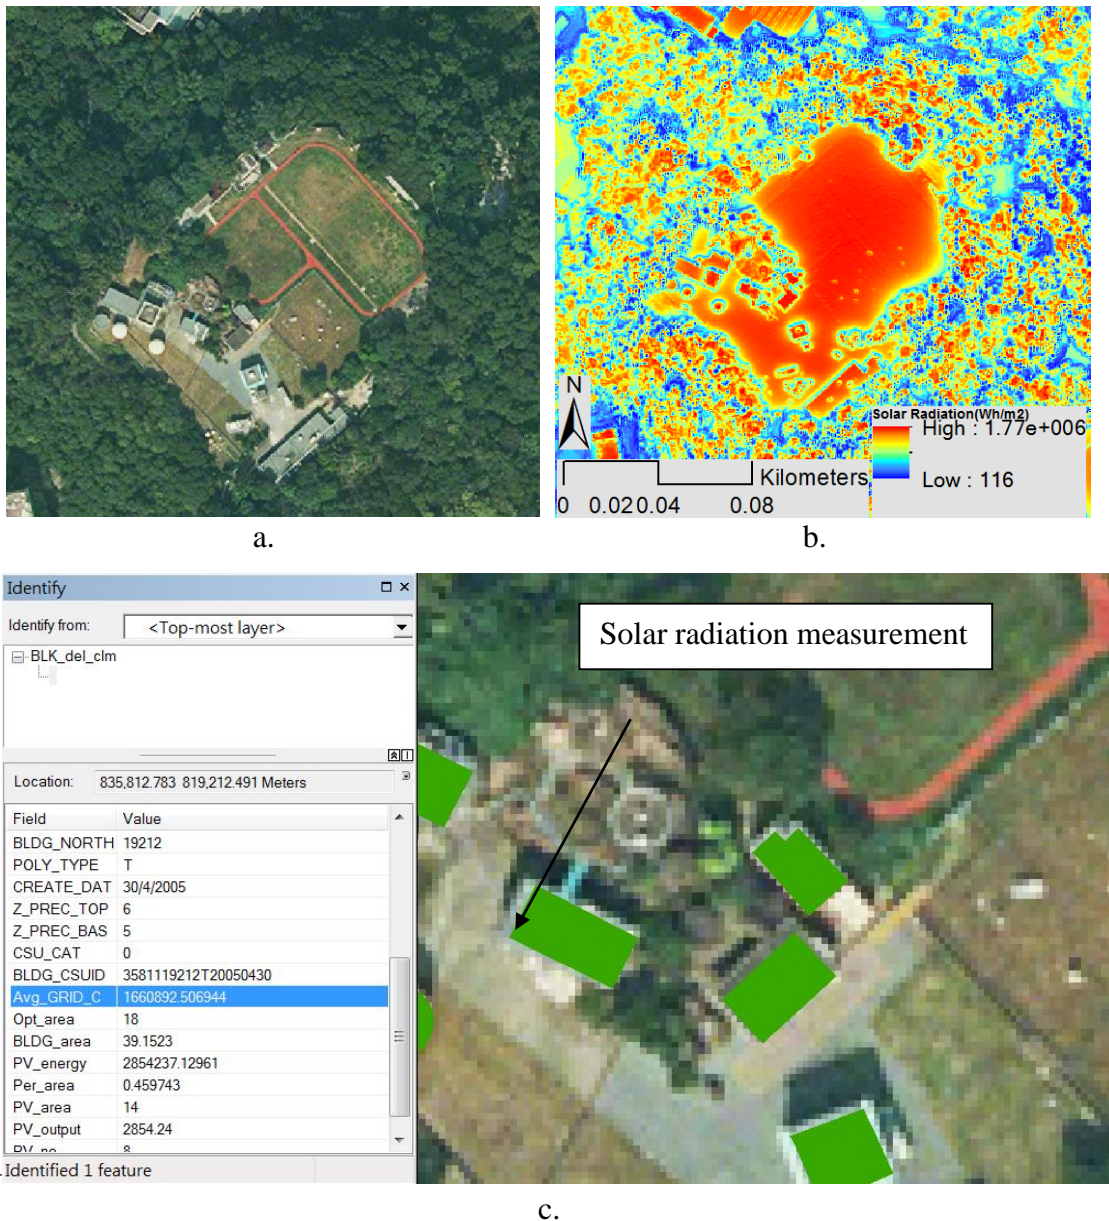 N
Solar Radiation(Wh/m2)
High : 1.77e+006
Low : 116
Kilometers
0 0.02 0.04 0.08
a.
b.
Identify
Identify from: <Top-most layer>
BLK_del_clm
Location: 835,812.783 819,212.491 Meters
Field Value
BLDG_NORTH 19212
POLY_TYPE T
CREATE_DAT 30/4/2005
Z_PREC_TOP 6
Z_PREC_BAS 5
CSU_CAT 0
BLDG_CSUID 3581119212T20050430
Avg_GRID_C 1660892.506944
Opt_area 18
BLDG_area 39.1523
PV_energy 2854237.12961
Per_area 0.459743
PV_area 14
PV_output 2854.24
PV_no 8
Identified 1 feature
Solar radiation measurement
c.